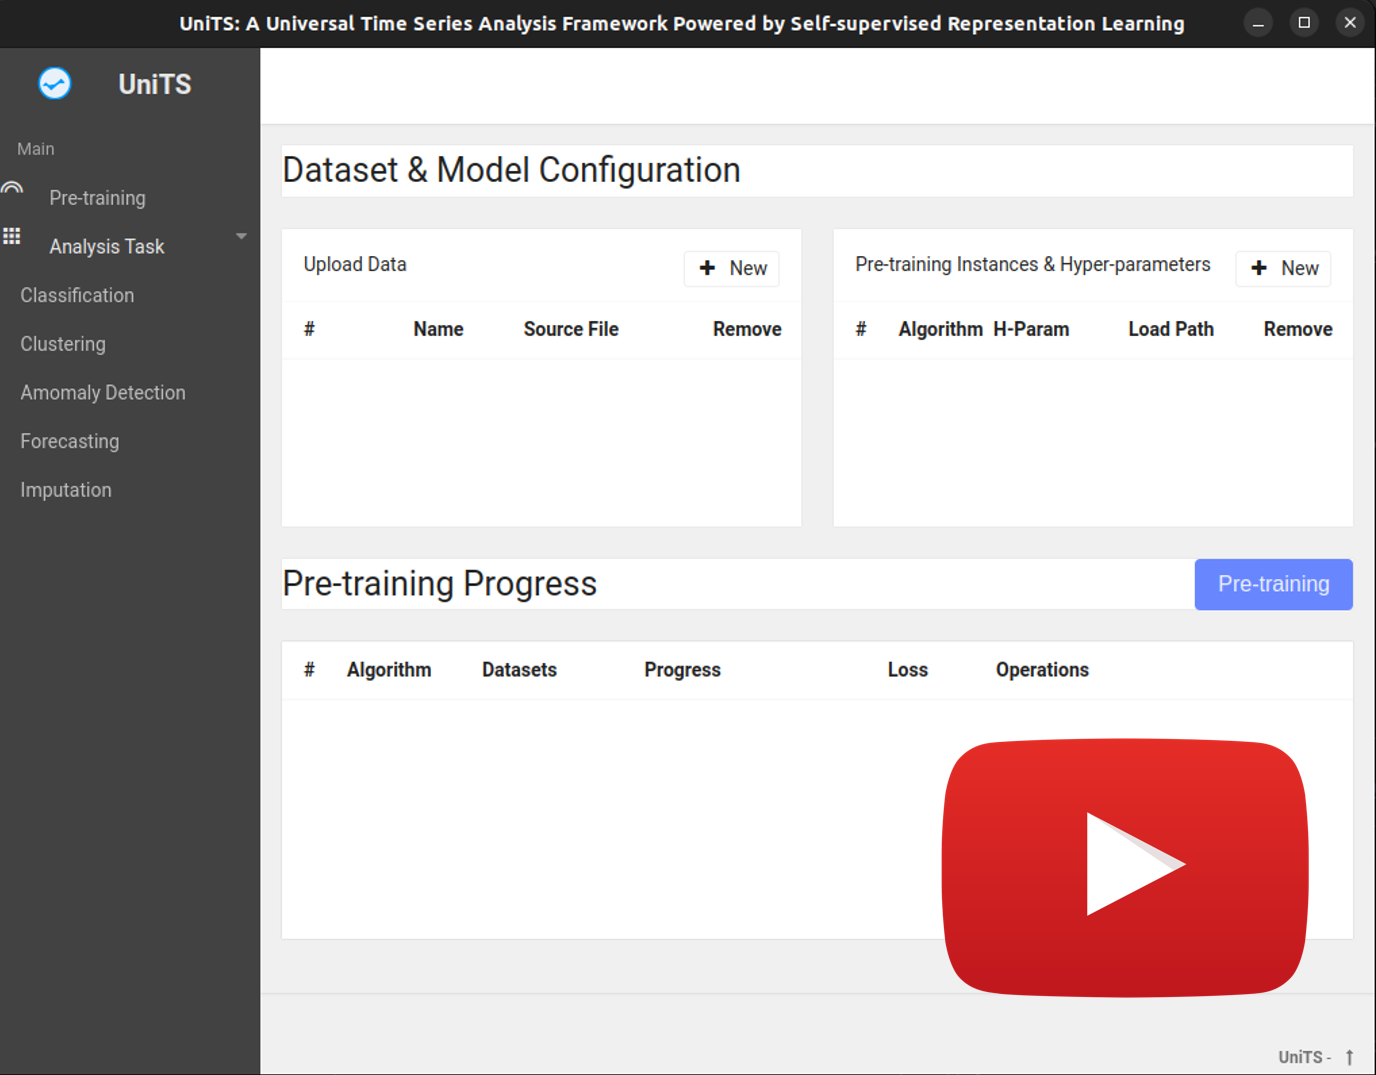 UniTS: A Universal Time Series Analysis Framework Powered by Self-supervised Representation Learning
UniTS
Main
Pre-training
Analysis Task
Classification
Clustering
Amomaly Detection
Forecasting
Imputation
Dataset & Model Configuration
Upload Data
New
# Name Source File Remove
Pre-training Instances & Hyper-parameters
New
# Algorithm H-Param Load Path Remove
Pre-training Progress
Pre-training
# Algorithm Datasets Progress Loss Operations
UniTS -